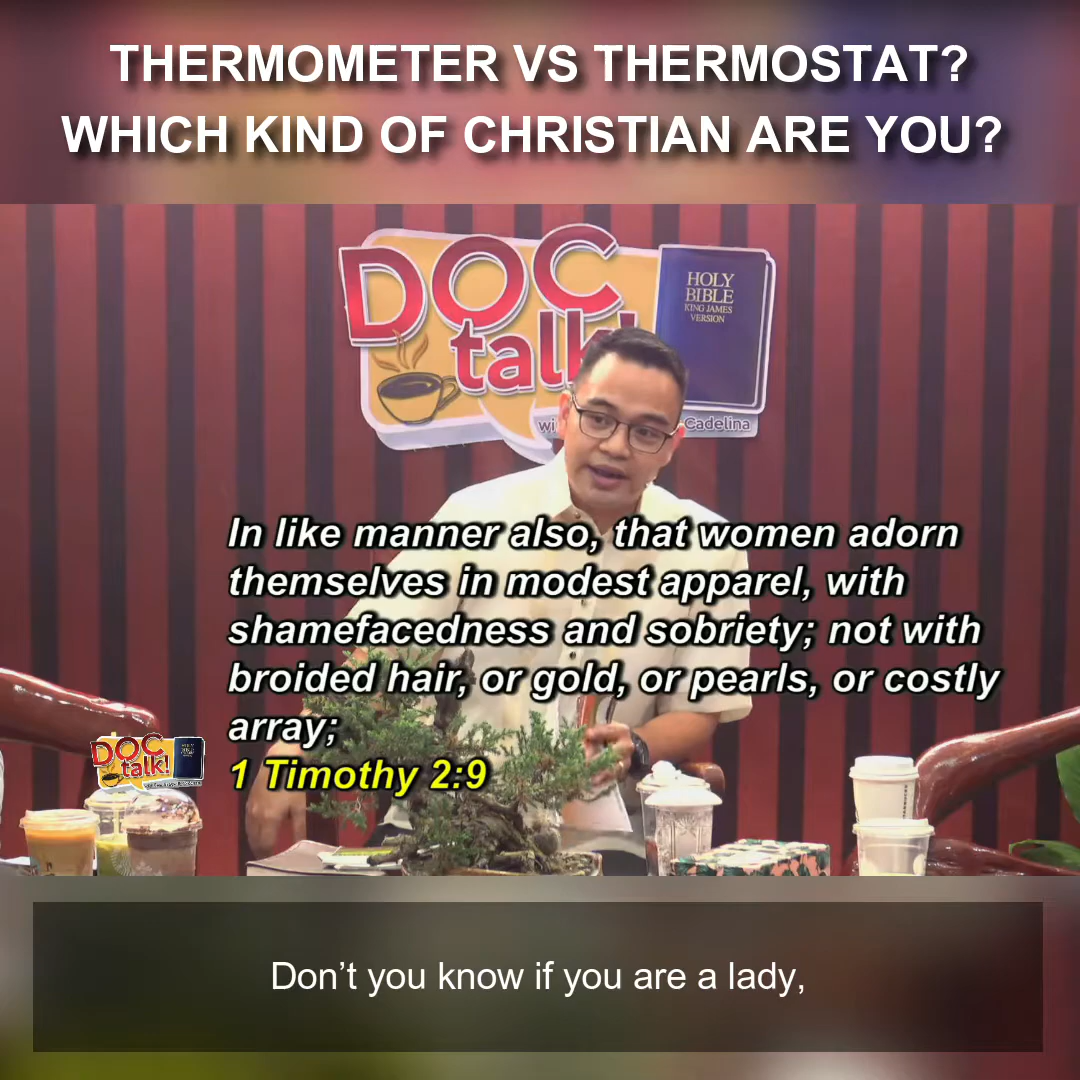 THERMOMETER VS THERMOSTAT?
WHICH KIND OF CHRISTIAN ARE YOU?
DOC
talk!
HOLY
BIBLE
KING JAMES
VERSION
Cadelina
In like manner also, that women adorn
themselves in modest apparel, with
shamefacedness and sobriety; not with
broided hair, or gold, or pearls, or costly
array;
1 Timothy 2:9
DOC
talk!
Don’t you know if you are a lady,